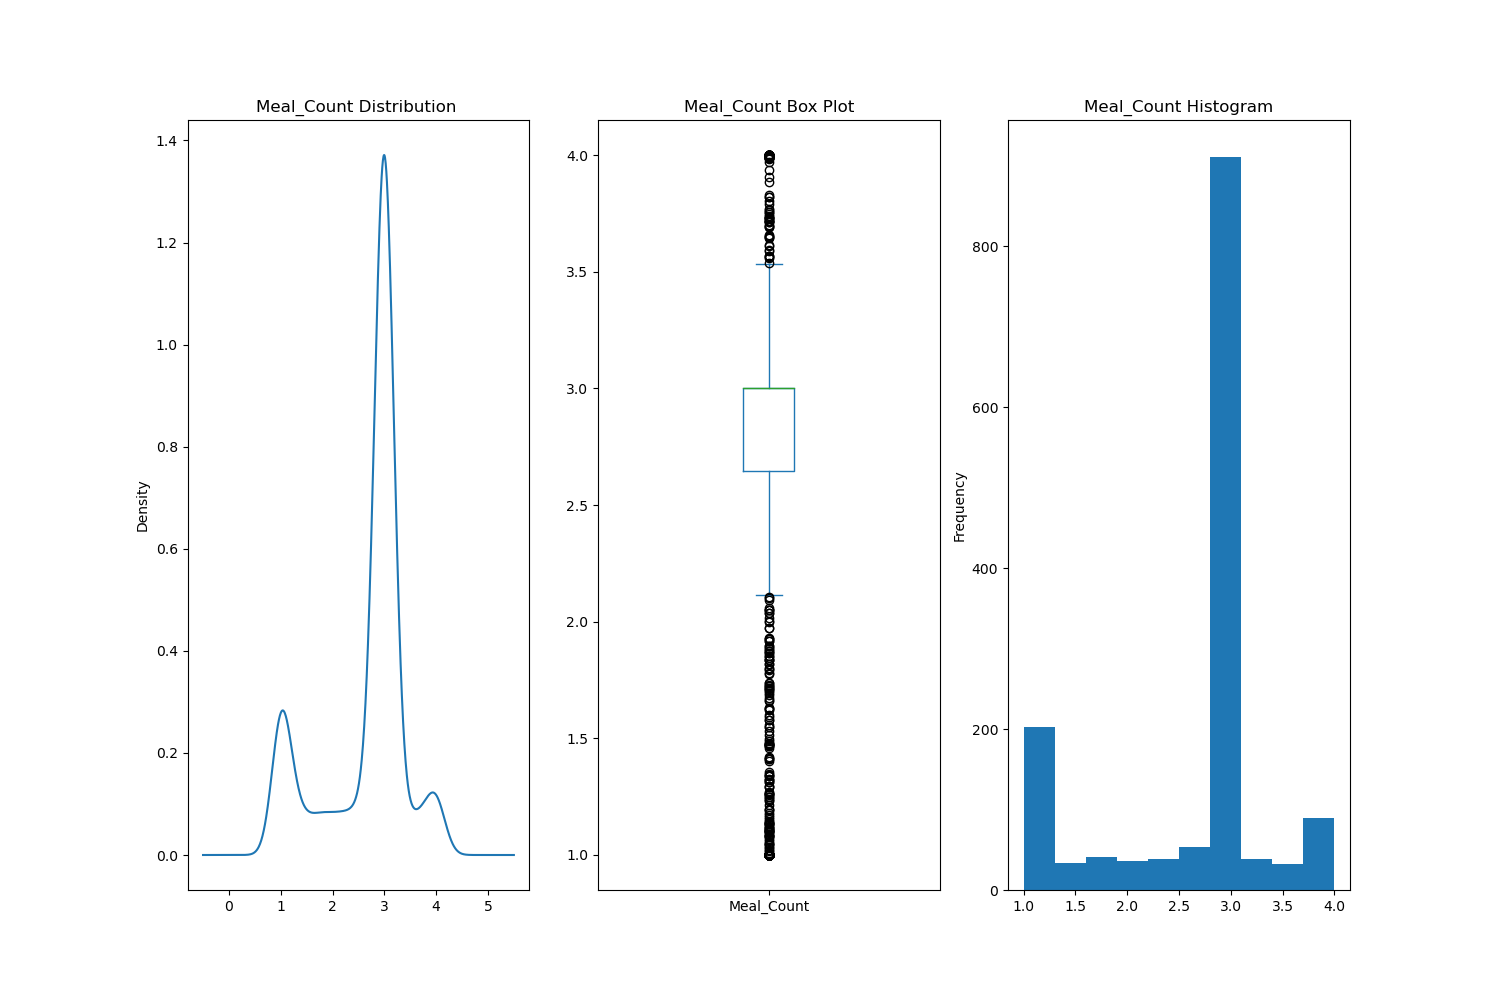 Meal_Count Distribution
Density
1.4
1.2
1.0
0.8
0.6
0.4
0.2
0.0
0 1 2 3 4 5
Meal_Count Box Plot
4.0
3.5
3.0
2.5
2.0
1.5
1.0
Meal_Count
Meal_Count Histogram
Frequency
800
600
400
200
0
1.0 1.5 2.0 2.5 3.0 3.5 4.0